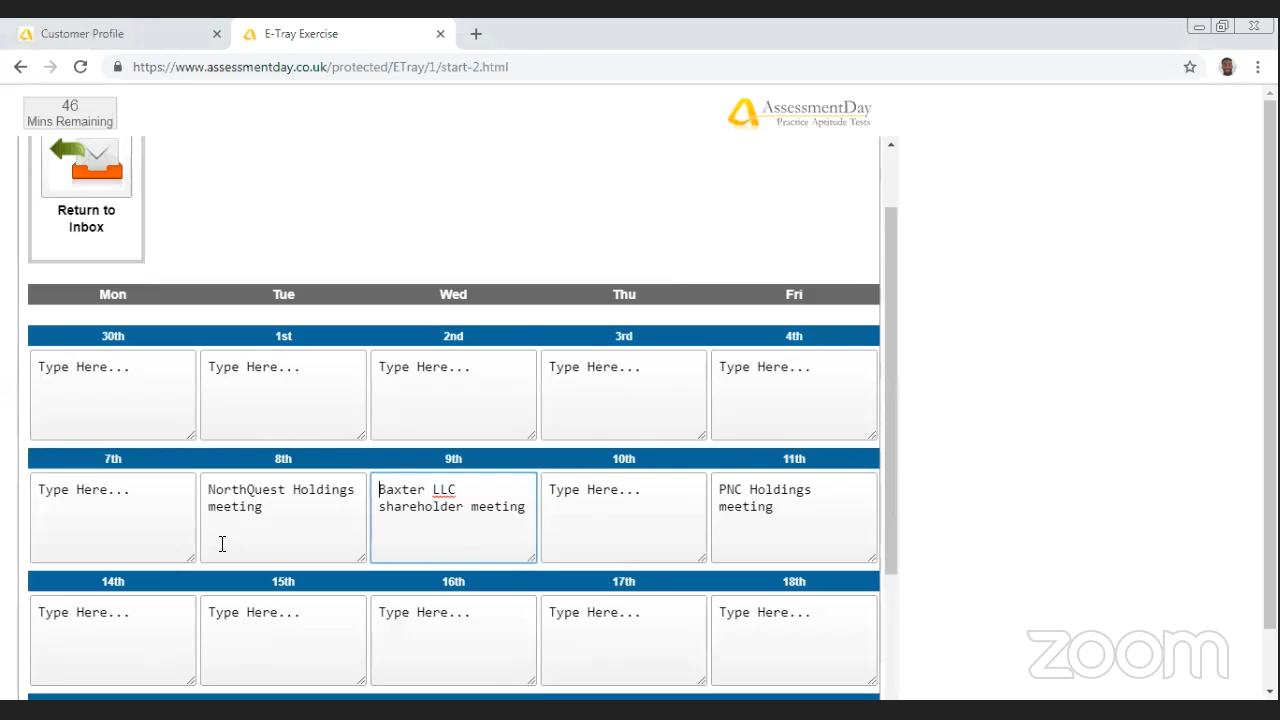 Customer Profile
E-Tray Exercise
https://www.assessmentday.co.uk/protected/ETray/1/start-2.html
46
Mins Remaining
AssessmentDay
Practice Aptitude Tests
Return to
Inbox
Mon Tue Wed Thu Fri
30th 1st 2nd 3rd 4th
Type Here... Type Here... Type Here... Type Here... Type Here...
7th 8th 9th 10th 11th
Type Here... NorthQuest Holdings Baxter LLC Type Here... PNC Holdings
meeting shareholder meeting meeting
14th 15th 16th 17th 18th
Type Here... Type Here... Type Here... Type Here... Type Here...
zoom